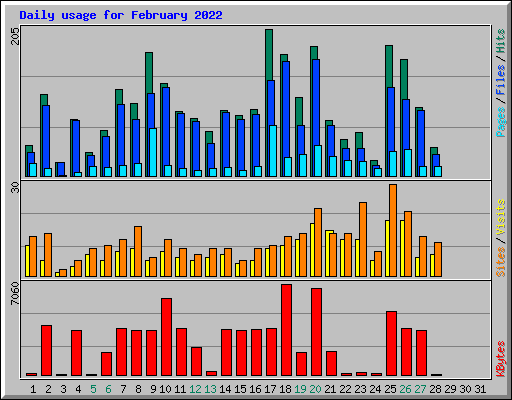 Daily usage for February 2022
205
Pages / Files / Hits
30
Sites / Visits
7060
KBytes
1 2 3 4 5 6 7 8 9 10 11 12 13 14 15 16 17 18 19 20 21 22 23 24 25 26 27 28 29 30 31